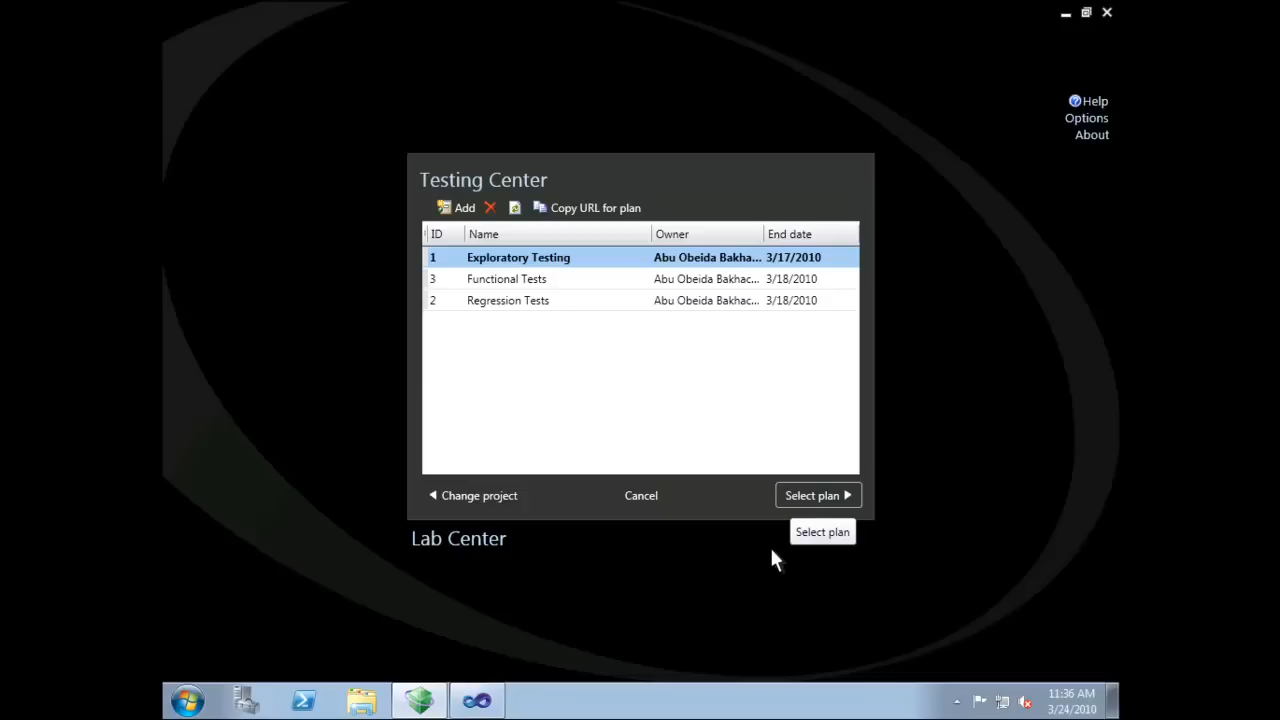 Help
Options
About
Testing Center
Add Copy URL for plan
ID Name Owner End date
1 Exploratory Testing Abu Obeida Bakha... 3/17/2010
3 Functional Tests Abu Obeida Bakhac... 3/18/2010
2 Regression Tests Abu Obeida Bakhac... 3/18/2010
Change project Cancel Select plan
Select plan
Lab Center
11:36 AM
3/24/2010